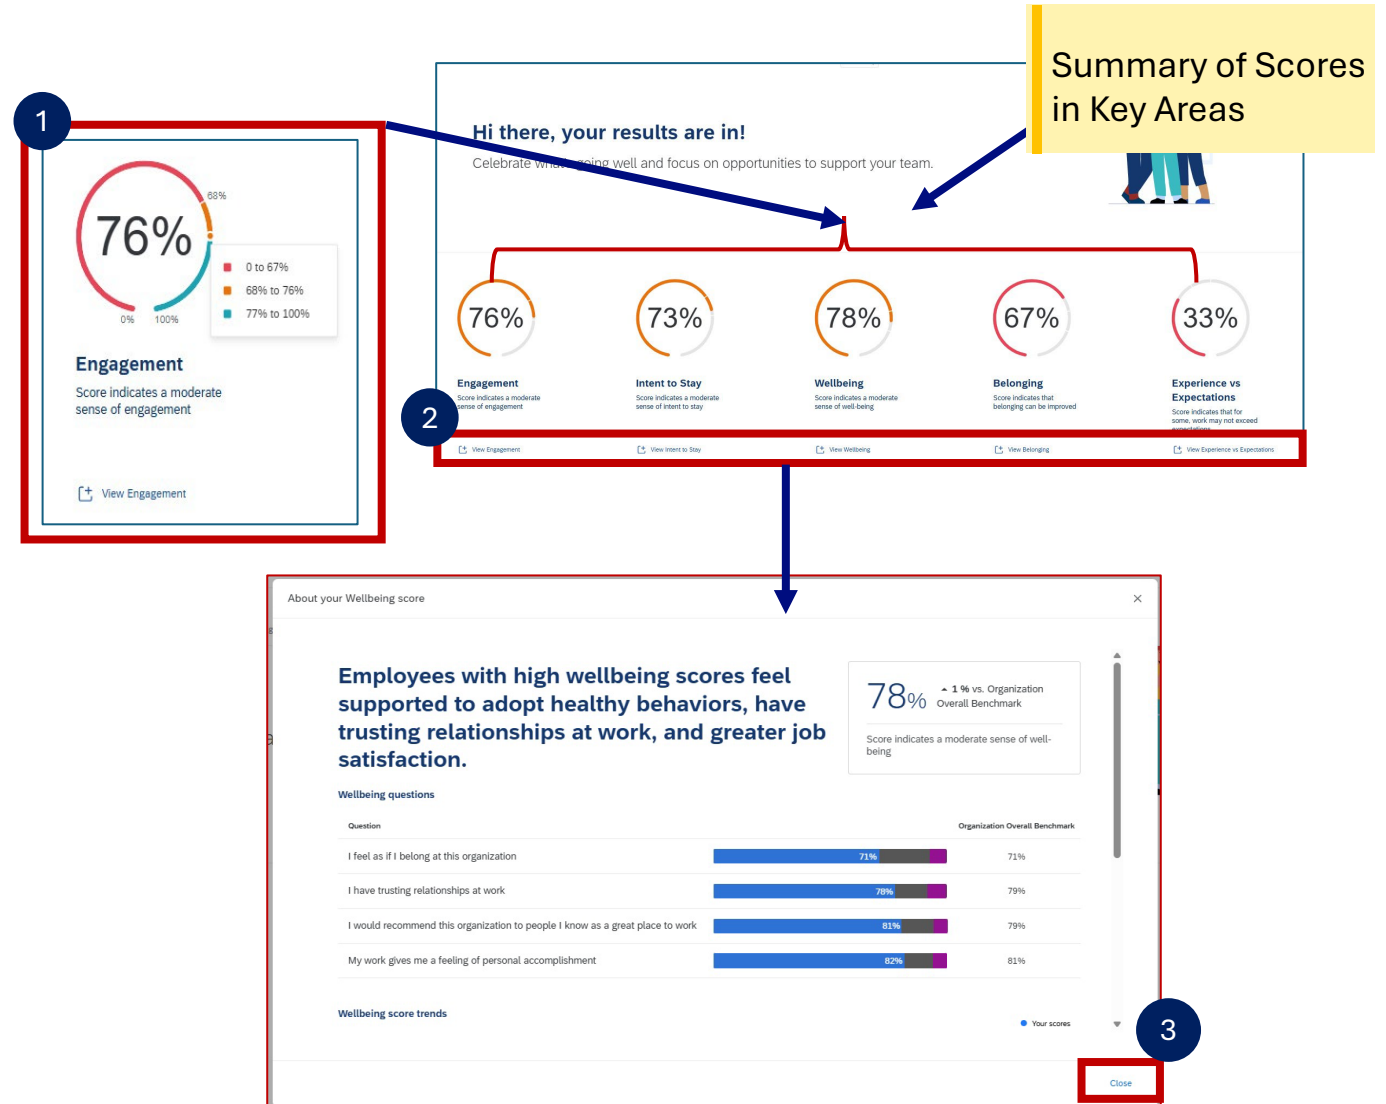 Summary of Scores
in Key Areas
1
68%
76%
0 to 67%
68% to 76%
77% to 100%
0%
100%
Engagement
Score indicates a moderate
sense of engagement
View Engagement
Hi there, your results are in!
Celebrate going well and focus on opportunities to support your team.
76%
73%
78%
67%
33%
Engagement
Score indicates a moderate
sense of engagement
Intent to Stay
Score indicates a moderate
sense of intent to stay
Wellbeing
Score indicates a moderate
sense of well-being
Belonging
Score indicates that
belonging can be improved
Experience vs
Expectations
Score indicates that for
some, work may not exceed
expectations
2
View Engagement
View Intent to Stay
View Wellbeing
View Belonging
View Experience vs Expectations
About your Wellbeing score
Employees with high wellbeing scores feel
supported to adopt healthy behaviors, have
trusting relationships at work, and greater job
satisfaction.
78%
1 % vs. Organization
Overall Benchmark
Score indicates a moderate sense of well-
being
Wellbeing questions
Question
Organization Overall Benchmark
I feel as if I belong at this organization
71%
71%
I have trusting relationships at work
78%
79%
I would recommend this organization to people I know as a great place to work
81%
79%
My work gives me a feeling of personal accomplishment
82%
81%
Wellbeing score trends
Your scores
3
Close